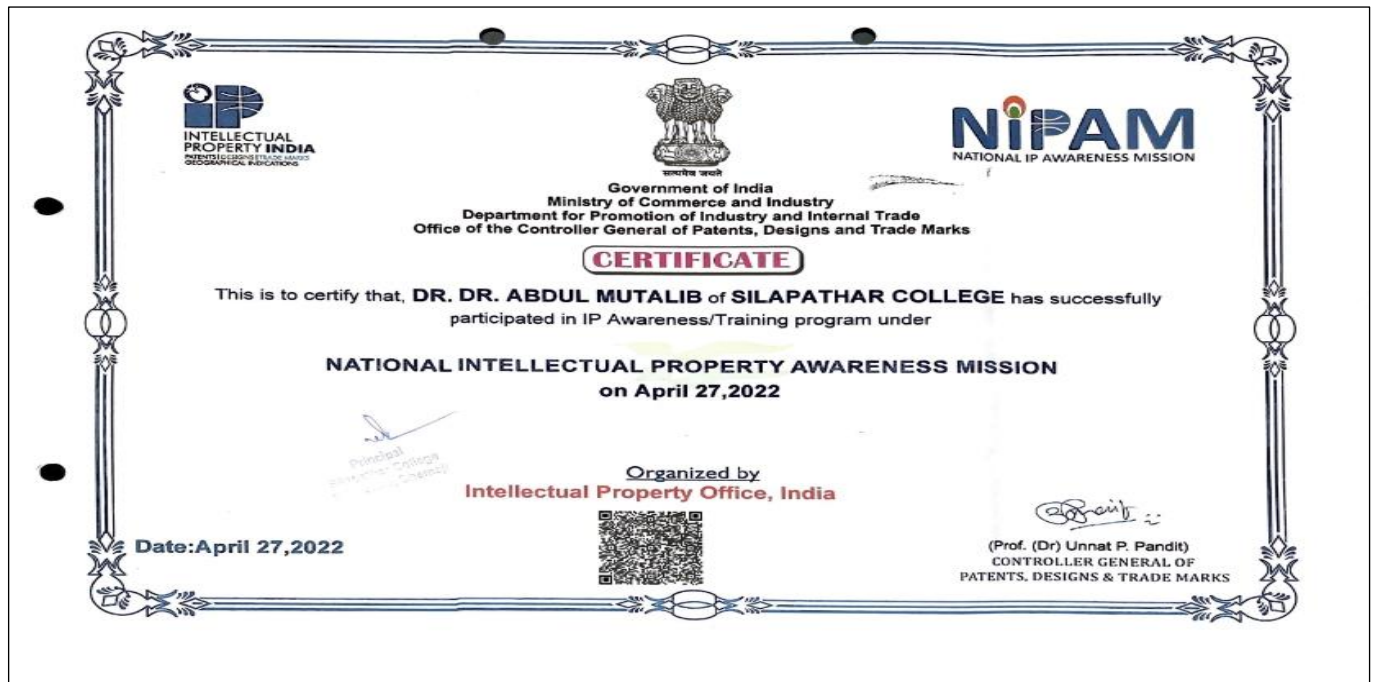 INTELLECTUAL
PROPERTY INDIA
PATENTS | DESIGNS | TRADE MARKS
GEOGRAPHICAL INDICATIONS
सत्यमेव जयते
NiPAM
NATIONAL IP AWARENESS MISSION
Government of India
Ministry of Commerce and Industry
Department for Promotion of Industry and Internal Trade
Office of the Controller General of Patents, Designs and Trade Marks
CERTIFICATE
This is to certify that, DR. DR. ABDUL MUTALIB of SILAPATHAR COLLEGE has successfully
participated in IP Awareness/Training program under
NATIONAL INTELLECTUAL PROPERTY AWARENESS MISSION
on April 27,2022
Principal
College
Organized by
Intellectual Property Office, India
Date:April 27,2022
(Prof. (Dr) Unnat P. Pandit)
CONTROLLER GENERAL OF
PATENTS, DESIGNS & TRADE MARKS